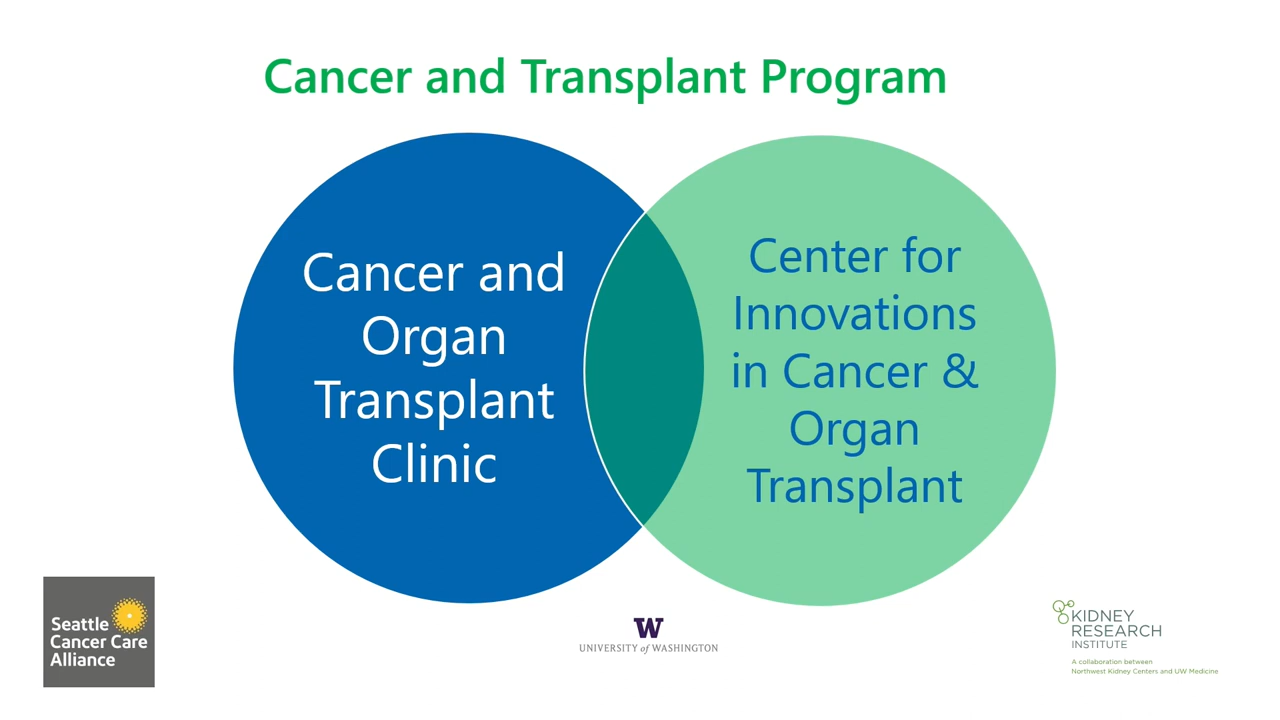 Cancer and Transplant Program
Cancer and
Organ
Transplant
Clinic
Center for
Innovations
in Cancer &
Organ
Transplant
Seattle
Cancer Care
Alliance
W
UNIVERSITY of WASHINGTON
KIDNEY
RESEARCH
INSTITUTE
A collaboration between
Northwest Kidney Centers and UW Medicine